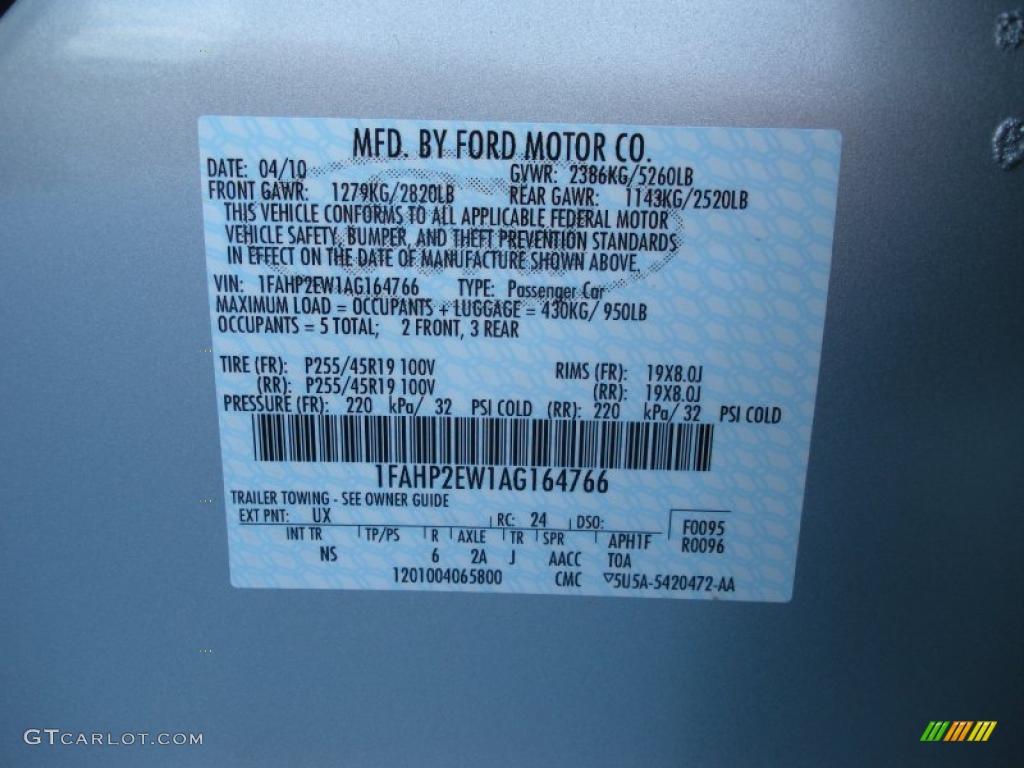 MFD. BY FORD MOTOR CO.
DATE: 04/10 GVWR: 2386KG/5260LB
FRONT GAWR: 1279KG/2820LB REAR GAWR: 1143KG/2520LB
THIS VEHICLE CONFORMS TO ALL APPLICABLE FEDERAL MOTOR
VEHICLE SAFETY, BUMPER, AND THEFT PREVENTION STANDARDS
IN EFFECT ON THE DATE OF MANUFACTURE SHOWN ABOVE.
VIN: 1FAHP2EW1AG164766 TYPE: Passenger Car
MAXIMUM LOAD = OCCUPANTS + LUGGAGE = 430KG/ 950LB
OCCUPANTS = 5 TOTAL; 2 FRONT, 3 REAR
TIRE (FR): P255/45R19 100V RIMS (FR): 19X8.0J
(RR): P255/45R19 100V (RR): 19X8.0J
PRESSURE (FR): 220 kPa/ 32 PSI COLD (RR): 220 kPa/ 32 PSI COLD
1FAHP2EW1AG164766
TRAILER TOWING - SEE OWNER GUIDE
EXT PNT: UX RC: 24 DSO: F0095
INT TR TP/PS R AXLE TR SPR APH1F R0096
NS 6 2A J AACC TOA
1201004065800 CMC ▽5U5A-5420472-AA
GTCARLOT.COM